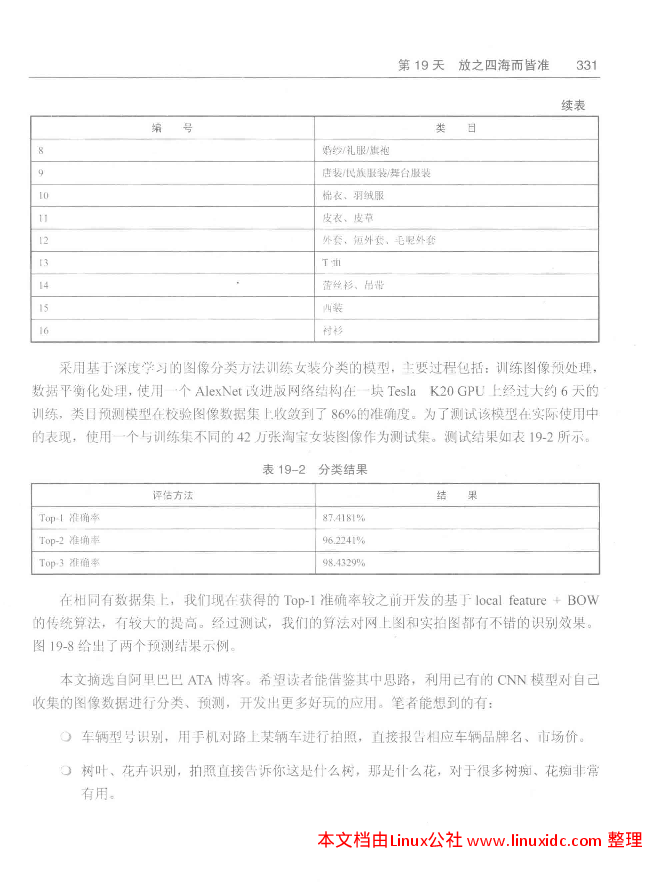 第 19 天 放之四海而皆准 331
续表
编 号 类 目
8 婚纱/礼服/旗袍
9 唐装/民族服装/舞台服装
10 棉衣、羽绒服
11 皮衣、皮草
12 外套、短外套、毛呢外套
13 T 恤
14 蕾丝衫、吊带
15 西装
16 衬衫
采用基于深度学习的图像分类方法训练女装分类的模型，主要过程包括：训练图像预处理，
数据平衡化处理，使用一个 AlexNet 改进版网络结构在一块 Tesla K20 GPU 上经过大约 6 天的
训练，类目预测模型在校验图像数据集上收敛到了 86%的准确度。为了测试该模型在实际使用中
的表现，使用一个与训练集不同的 42 万张淘宝女装图像作为测试集。测试结果如表 19-2 所示。
表 19-2 分类结果
评估方法 结 果
Top-1 准确率 87.4181%
Top-2 准确率 96.2241%
Top-3 准确率 98.4329%
在相同有数据集上，我们现在获得的 Top-1 准确率较之前开发的基于 local feature + BOW
的传统算法，有较大的提高。经过测试，我们的算法对网上图和实拍图都有不错的识别效果。
图 19-8 给出了两个预测结果示例。
本文摘选自阿里巴巴 ATA 博客。希望读者能借鉴其中思路，利用已有的 CNN 模型对自己
收集的图像数据进行分类、预测，开发出更多好玩的应用。笔者能想到的有：
❍ 车辆型号识别，用手机对路上某辆车进行拍照，直接报告相应车辆品牌名、市场价。
❍ 树叶、花卉识别，拍照直接告诉你这是什么树，那是什么花，对于很多树痴、花痴非常
有用。
本文档由Linux公社 www.linuxidc.com 整理